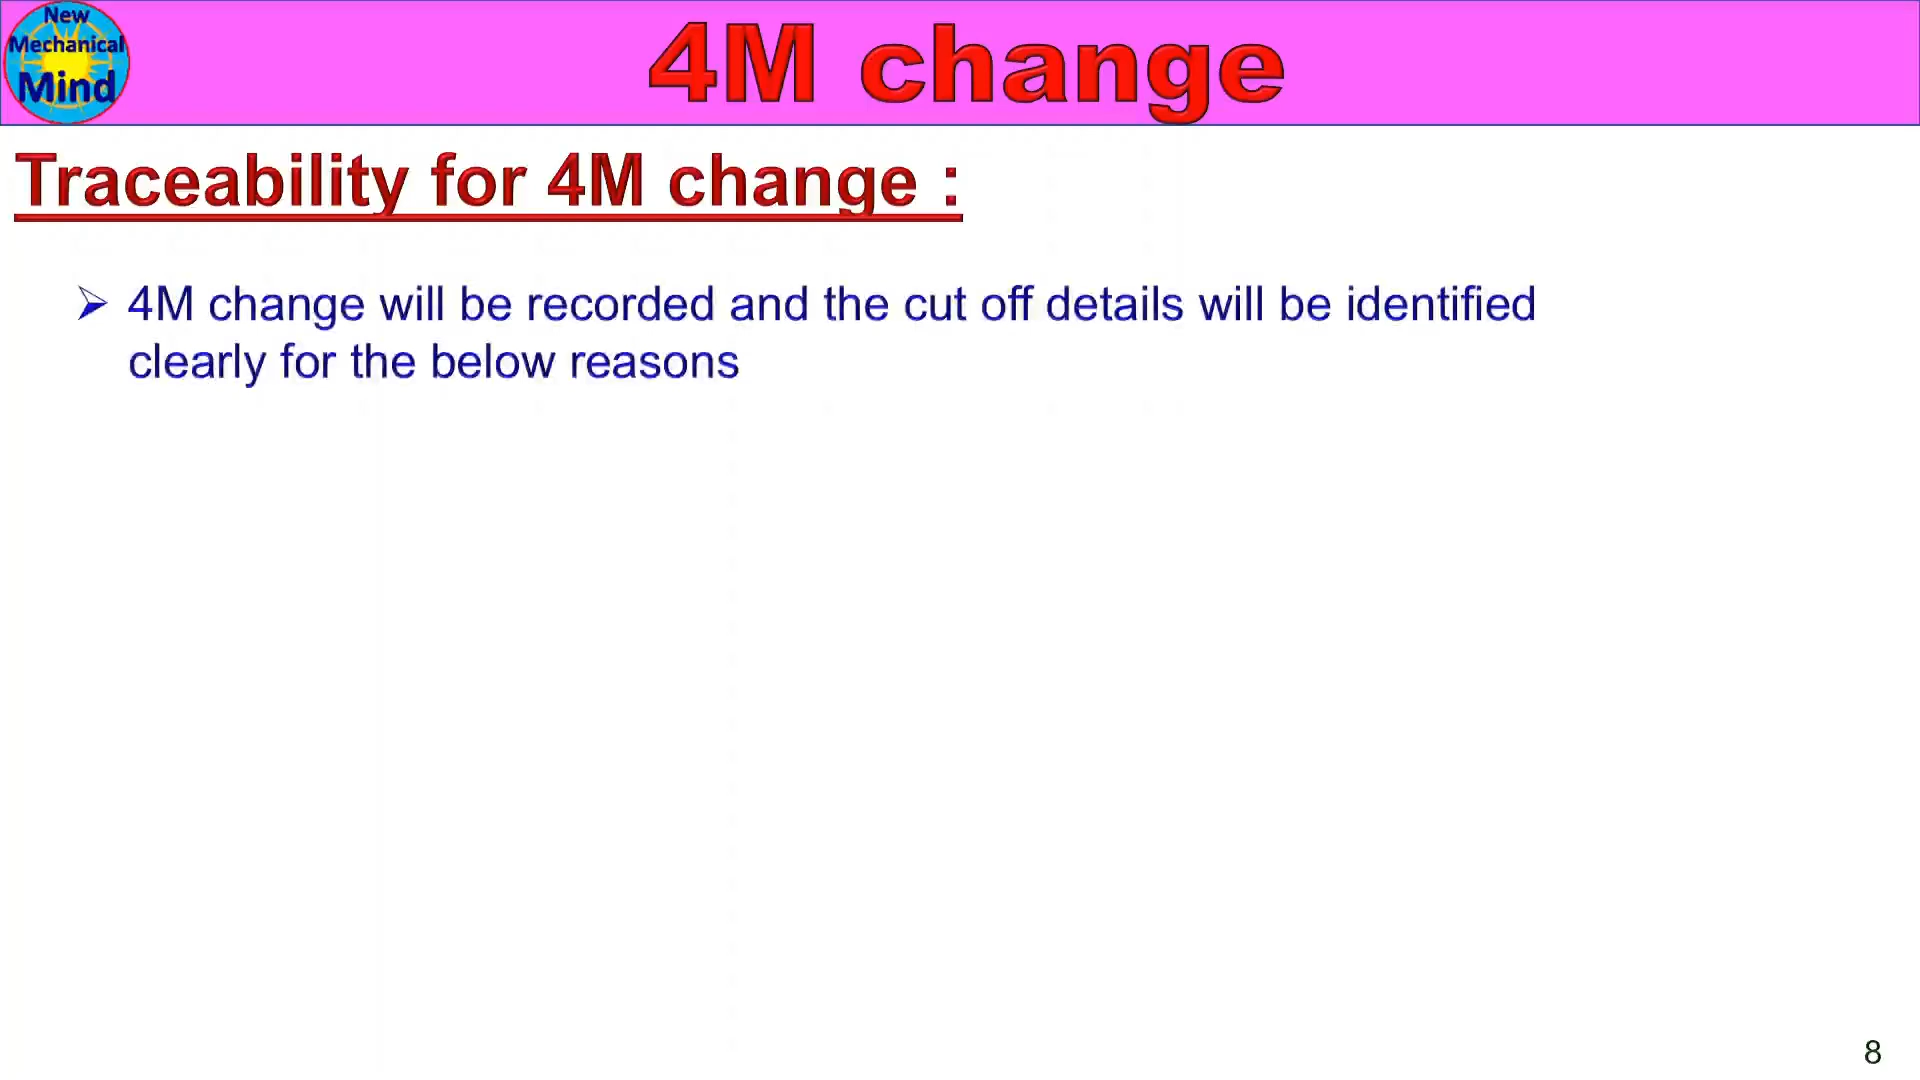 New
Mechanical
Mind
4M change
Traceability for 4M change :
➢ 4M change will be recorded and the cut off details will be identified
clearly for the below reasons
8